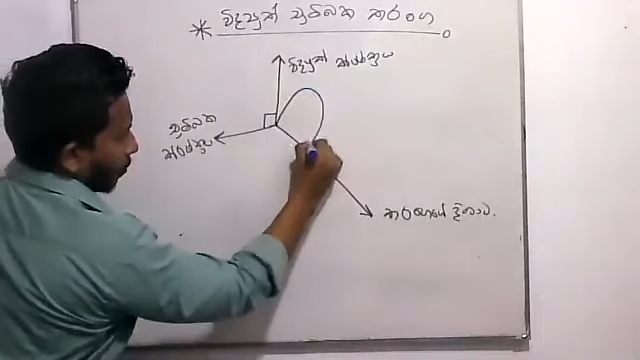 * විද්‍යුත් චුම්බක තරංග
විද්‍යුත් ක්ෂේත්‍රය
චුම්බක
ක්ෂේත්‍රය
තරංගයේ දිශාව.